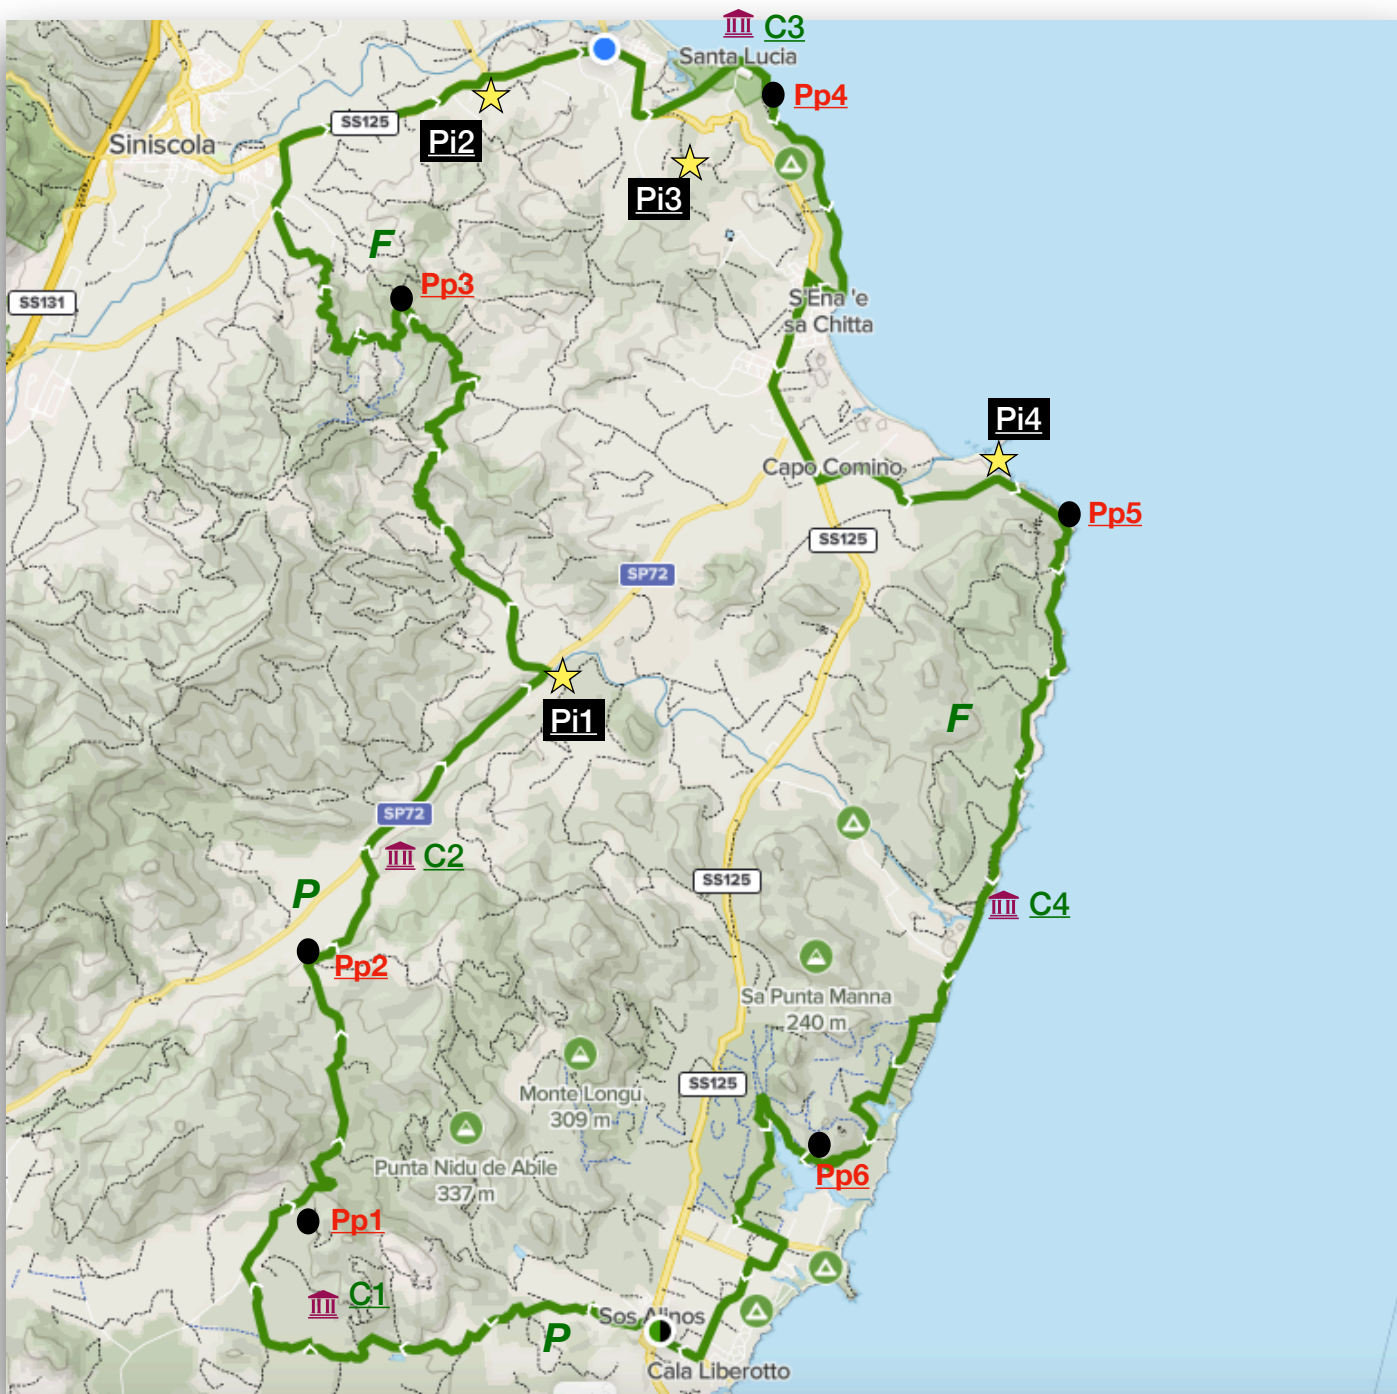 C3
Santa Lucia
Pp4
SS125
Siniscola
Pi2
Pi3
F
Pp3
SS131
S'Ena 'e
sa Chitta
Pi4
Capo Comino
Pp5
SS125
SP72
Pi1
F
SP72
C2
P
SS125
C4
Pp2
Sa Punta Manna
240 m
SS125
Monte Longu
309 m
Punta Nidu de Abile
337 m
Pp6
Pp1
C1
Sos Alinos
P
Cala Liberotto